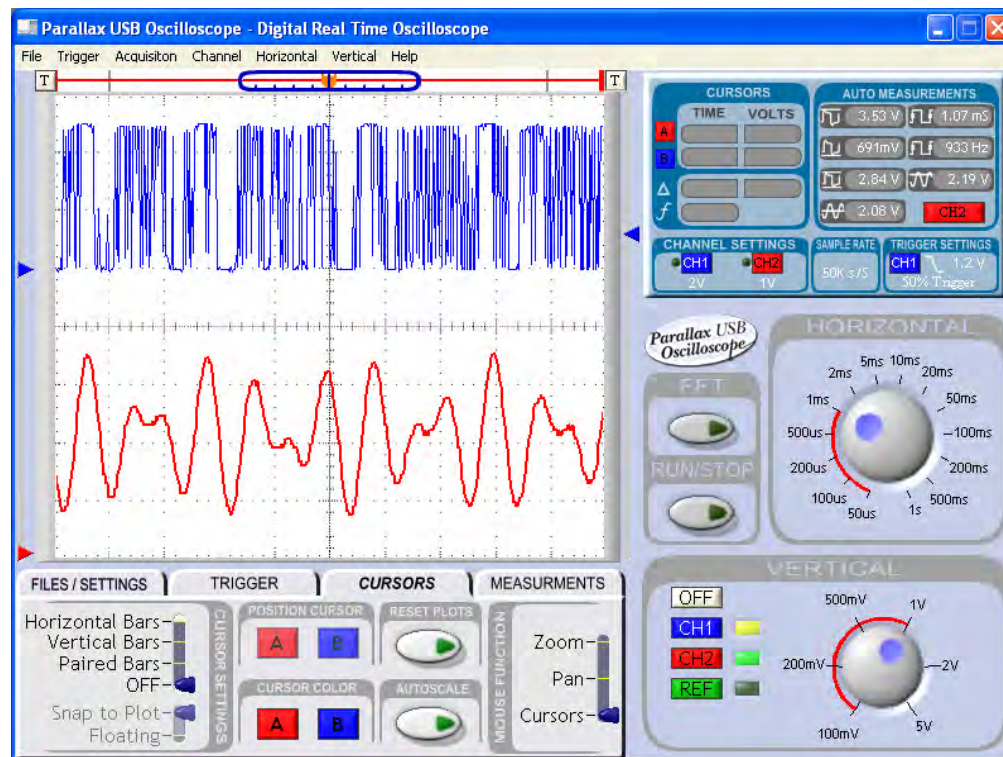 Parallax USB Oscilloscope - Digital Real Time Oscilloscope
File Trigger Acquisiton Channel Horizontal Vertical Help
T T
CURSORS
TIME VOLTS
A
B
Δ
f
AUTO MEASUREMENTS
3.53 V 1.07 mS
691mV 933 Hz
2.84 V 2.19 V
2.08 V CH2
CHANNEL SETTINGS
CH1 CH2
2V 1V
SAMPLE RATE
50K s/S
TRIGGER SETTINGS
CH1 1.2 V
50% Trigger
Parallax USB
Oscilloscope
FFT
RUN/STOP
HORIZONTAL
5ms 10ms
2ms 20ms
1ms 50ms
500us 100ms
200us 200ms
100us 500ms
50us 1s
FILES / SETTINGS TRIGGER CURSORS MEASURMENTS
Horizontal Bars
Vertical Bars
Paired Bars
OFF
Snap to Plot
Floating
CURSOR SETTINGS
POSITION CURSOR
A B
CURSOR COLOR
A B
RESET PLOTS
AUTOSCALE
MOUSE FUNCTION
Zoom
Pan
Cursors
VERTICAL
OFF
CH1
CH2
REF
500mV 1V
200mV 2V
100mV 5V